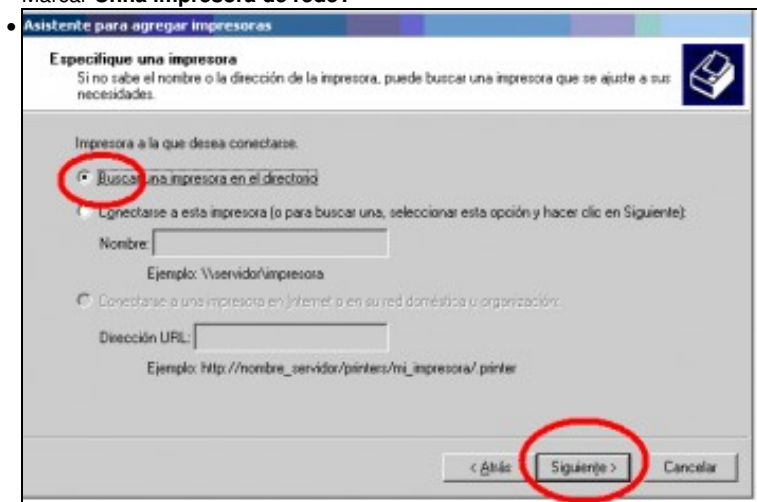 Marcar Unha impresora de rede?
Asistente para agregar impresoras
Especifique una impresora
Si no sabe el nombre o la dirección de la impresora, puede buscar una impresora que se ajuste a sus
necesidades.
Impresora a la que desea conectarse.
Buscar una impresora en el directorio
Conectarse a esta impresora (o para buscar una, seleccionar esta opción y hacer clic en Siguiente):
Nombre:
Ejemplo: \\servidor\impresora
Conectarse a una impresora en Internet o en su red doméstica u organización:
Dirección URL:
Ejemplo: http://nombre_servidor/printers/mi_impresora/.printer
< Atrás
Siguiente >
Cancelar